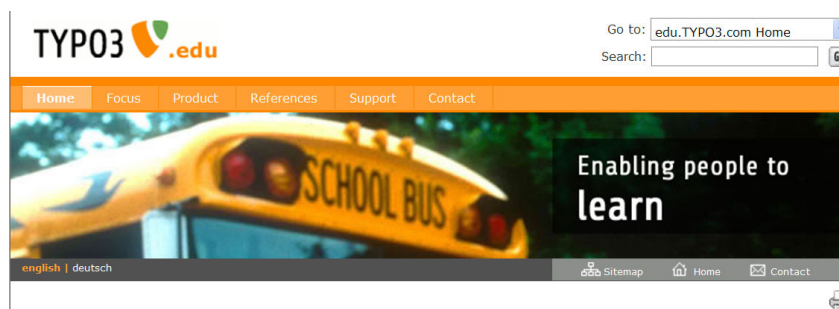 TYPO3 .edu
Go to: edu.TYPO3.com Home
Search:
Home Focus Product References Support Contact
SCHOOL BUS
Enabling people to
learn
english | deutsch
Sitemap Home Contact